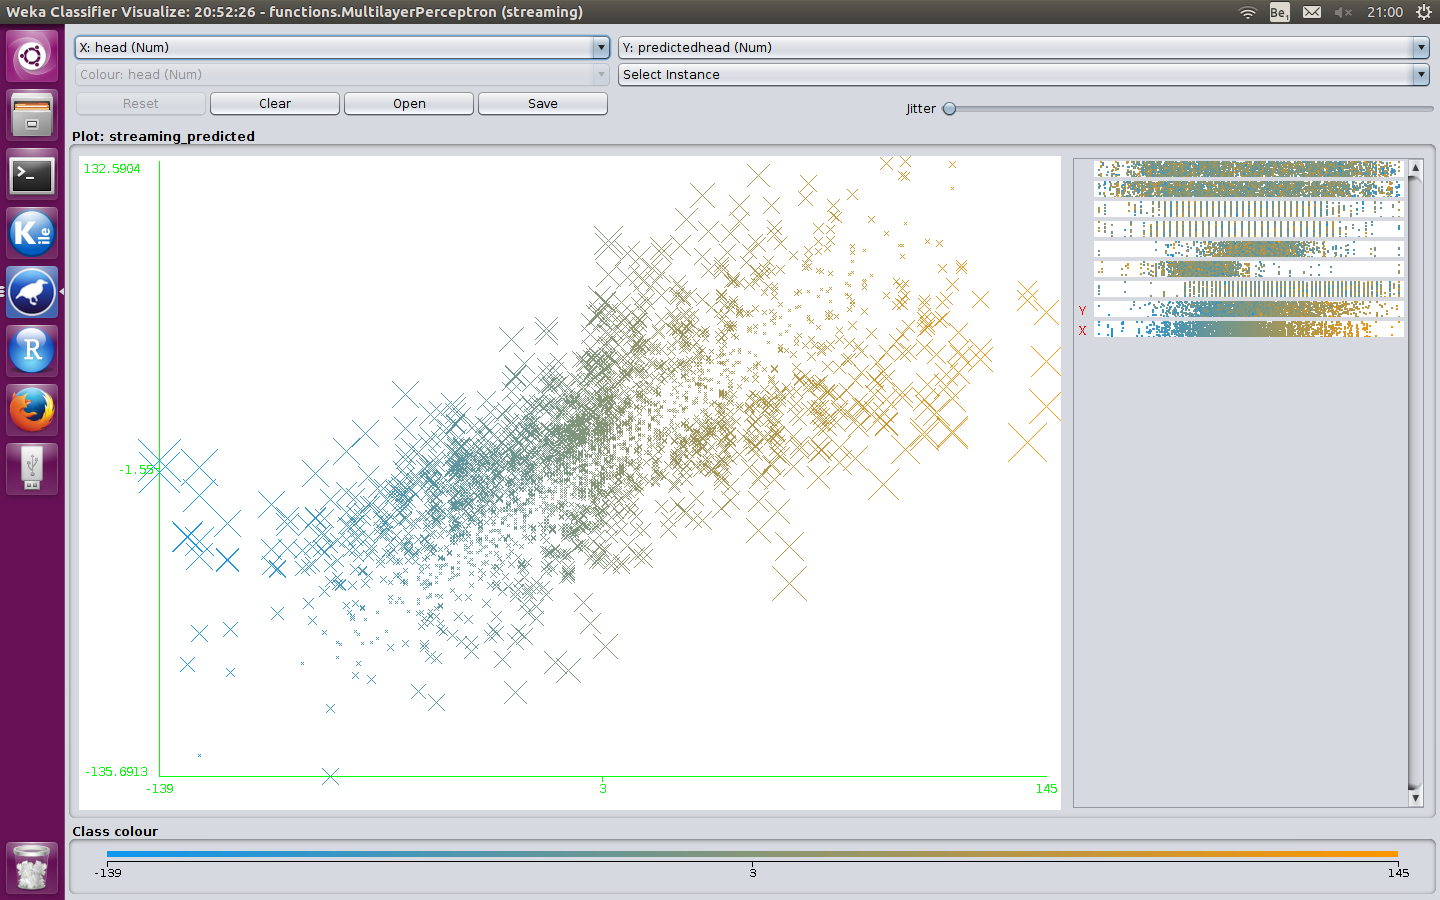 Weka Classifier Visualize: 20:52:26 - functions.MultilayerPerceptron (streaming)
Be1
21:00
X: head (Num)
Y: predictedhead (Num)
Colour: head (Num)
Select Instance
Reset
Clear
Open
Save
Jitter
Plot: streaming_predicted
132.5904
-1.55
-135.6913
-139
3
145
Y
X
K ie
R
Class colour
-139
3
145